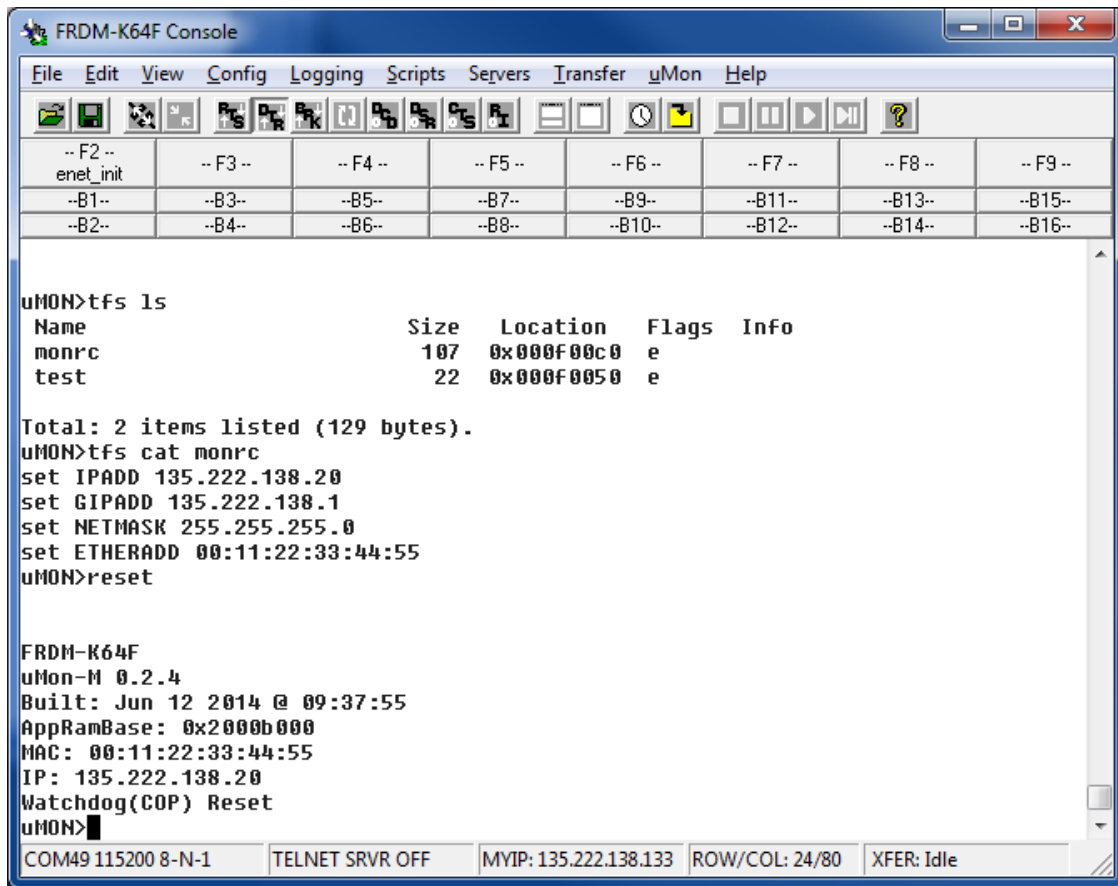 FRDM-K64F Console
File Edit View Config Logging Scripts Servers Transfer uMon Help
RTS DTR BRK CD DSR CTS RI
-- F2 -- -- F3 -- -- F4 -- -- F5 -- -- F6 -- -- F7 -- -- F8 -- -- F9 --
enet_init
--B1-- --B3-- --B5-- --B7-- --B9-- --B11-- --B13-- --B15--
--B2-- --B4-- --B6-- --B8-- --B10-- --B12-- --B14-- --B16--
uMON>tfs ls
Name Size Location Flags Info
monrc 107 0x000f00c0 e
test 22 0x000f0050 e
Total: 2 items listed (129 bytes).
uMON>tfs cat monrc
set IPADD 135.222.138.20
set GIPADD 135.222.138.1
set NETMASK 255.255.255.0
set ETHERADD 00:11:22:33:44:55
uMON>reset
FRDM-K64F
uMon-M 0.2.4
Built: Jun 12 2014 @ 09:37:55
AppRamBase: 0x2000b000
MAC: 00:11:22:33:44:55
IP: 135.222.138.20
Watchdog(COP) Reset
uMON>
COM49 115200 8-N-1 TELNET SRVR OFF MYIP: 135.222.138.133 ROW/COL: 24/80 XFER: Idle